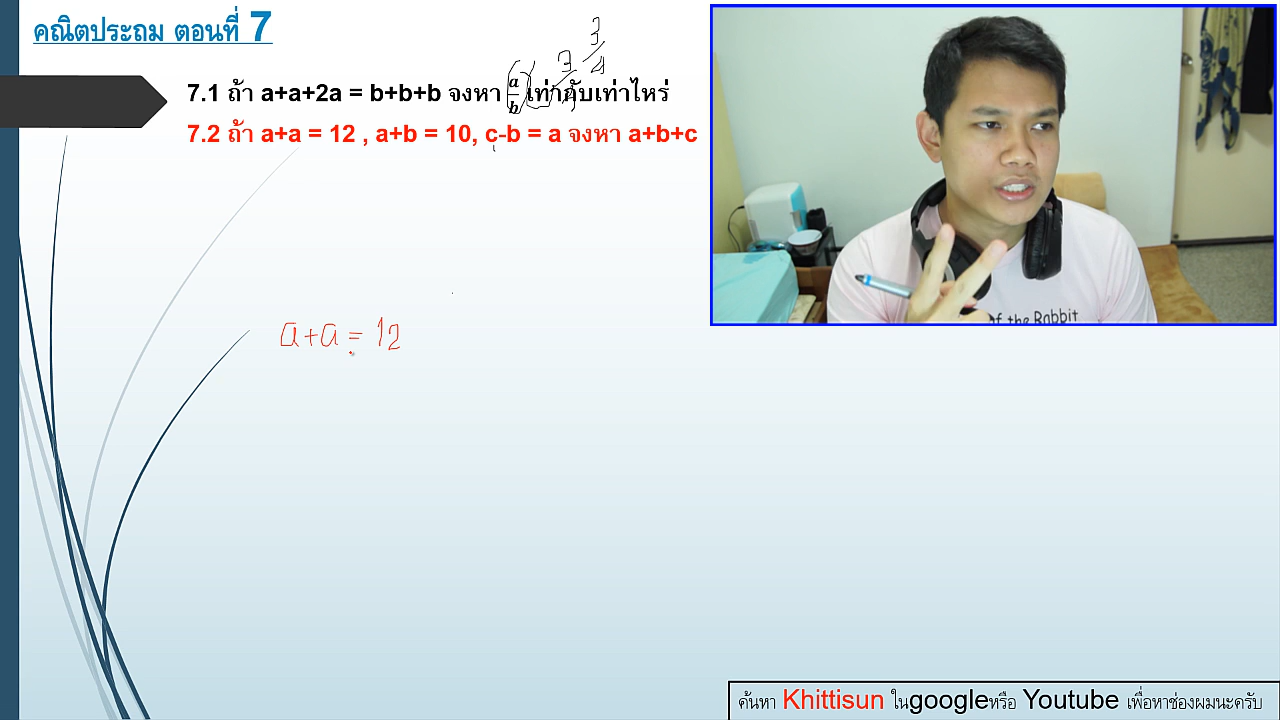 คณิตประถม ตอนที่ 7
7.1 ถ้า a+a+2a = b+b+b จงหา (a/b) เท่ากับเท่าไหร่
3/4
7.2 ถ้า a+a = 12 , a+b = 10, c-b = a จงหา a+b+c
a+a = 12
of the Rabbit
ค้นหา Khittisun ในgoogleหรือ Youtube เพื่อหาช่องผมนะครับ